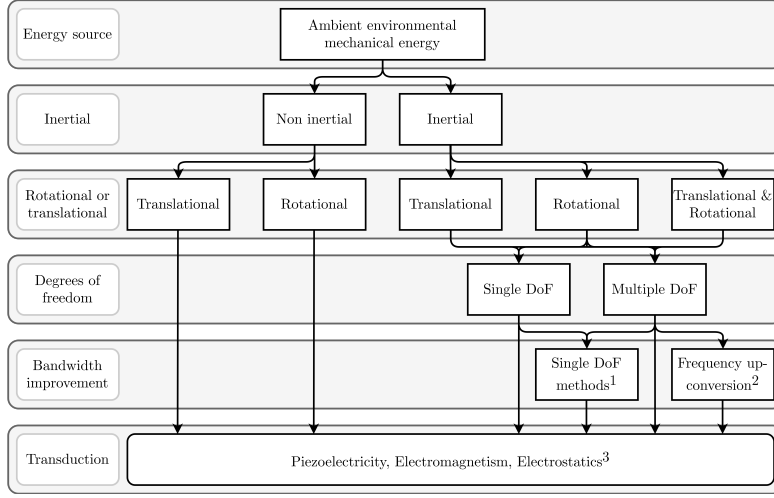 Energy source
Ambient environmental
mechanical energy
Inertial
Non inertial
Inertial
Rotational or
translational
Translational
Rotational
Translational
Rotational
Translational &
Rotational
Degrees of
freedom
Single DoF
Multiple DoF
Bandwidth
improvement
Single DoF
methods1
Frequency up-
conversion2
Transduction
Piezoelectricity, Electromagnetism, Electrostatics3